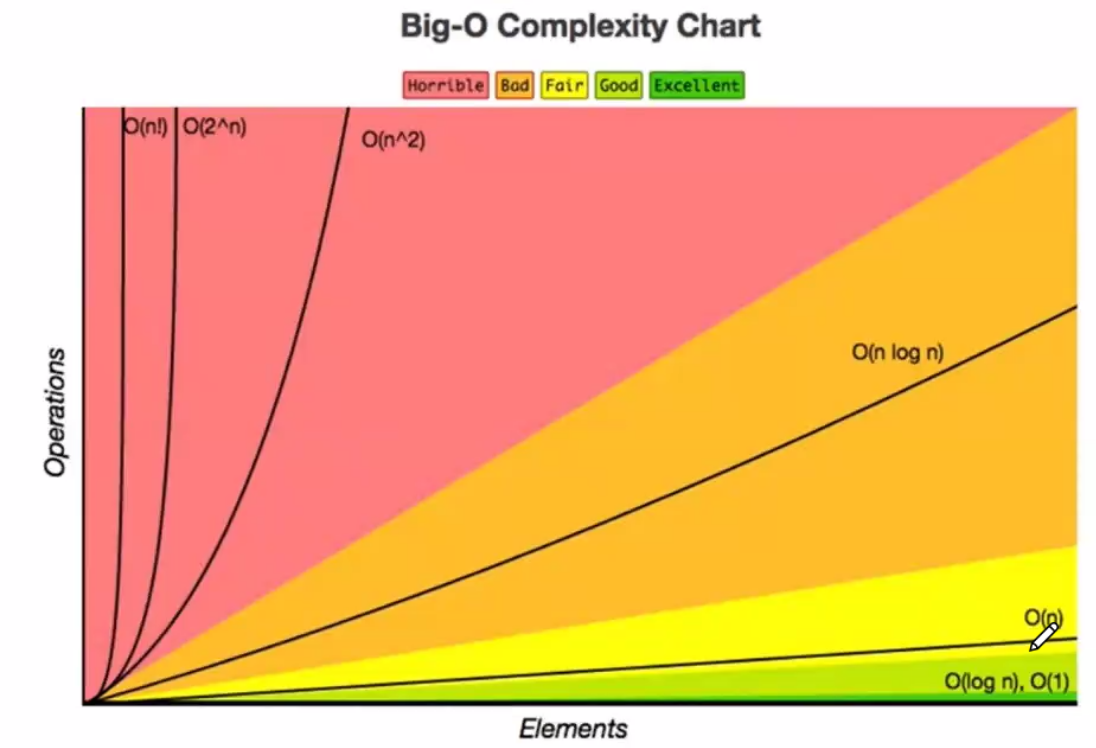 Big-O Complexity Chart
Horrible Bad Fair Good Excellent
O(n!) O(2^n) O(n^2)
O(n log n)
O(n)
O(log n), O(1)
Operations
Elements